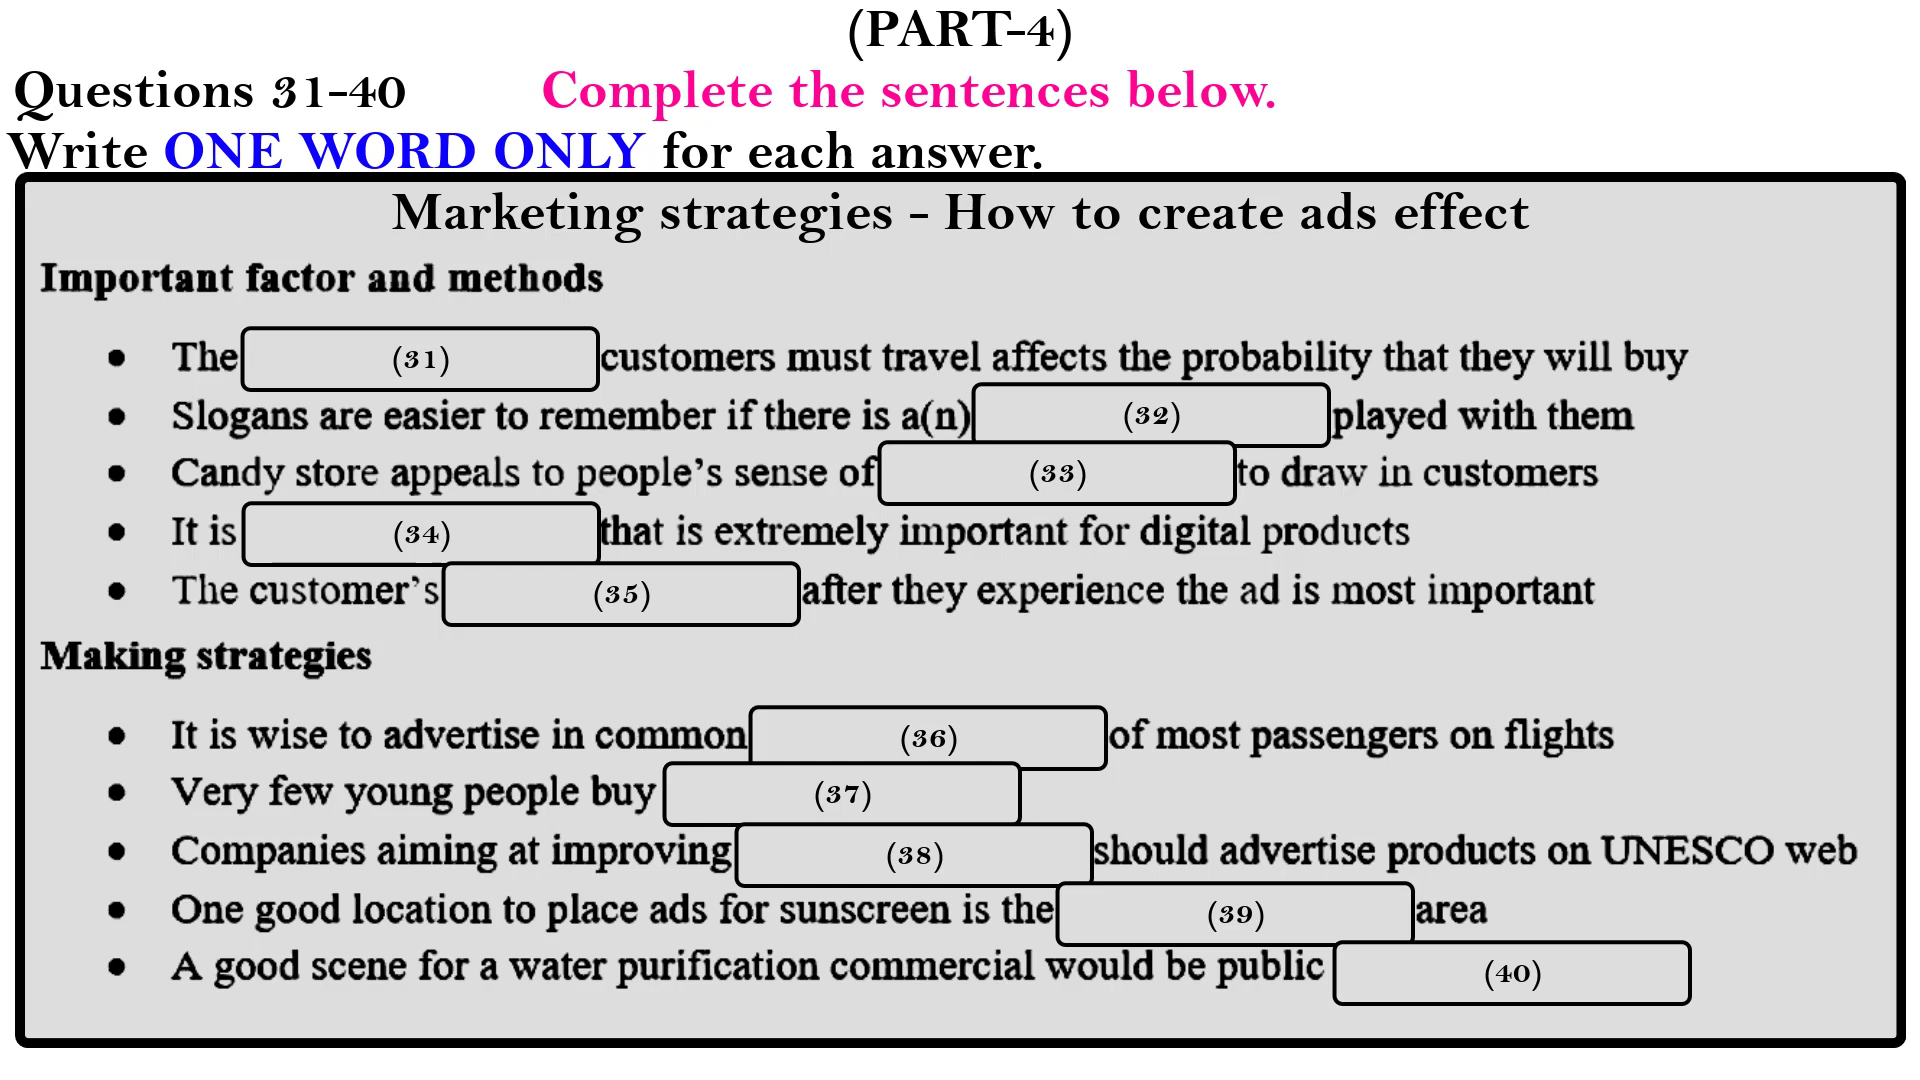 (PART-4)
Questions 31-40 Complete the sentences below.
Write ONE WORD ONLY for each answer.
Marketing strategies - How to create ads effect
Important factor and methods
• The (31) customers must travel affects the probability that they will buy
• Slogans are easier to remember if there is a(n) (32) played with them
• Candy store appeals to people's sense of (33) to draw in customers
• It is (34) that is extremely important for digital products
• The customer's (35) after they experience the ad is most important
Making strategies
• It is wise to advertise in common (36) of most passengers on flights
• Very few young people buy (37)
• Companies aiming at improving (38) should advertise products on UNESCO web
• One good location to place ads for sunscreen is the (39) area
• A good scene for a water purification commercial would be public (40)